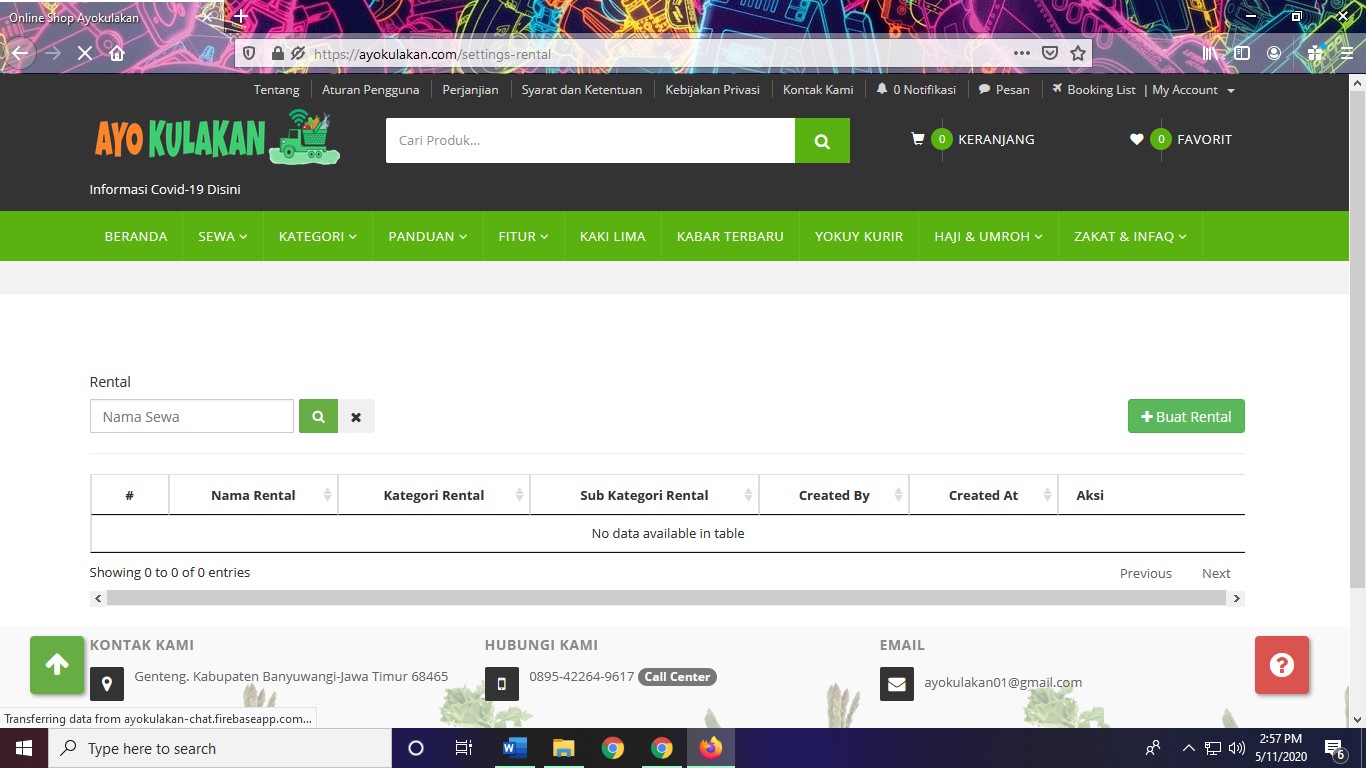 Online Shop Ayokulakan
https://ayokulakan.com/settings-rental
Tentang Aturan Pengguna Perjanjian Syarat dan Ketentuan Kebijakan Privasi Kontak Kami 0 Notifikasi Pesan Booking List | My Account
AYO KULAKAN
Cari Produk...
0 KERANJANG
0 FAVORIT
Informasi Covid-19 Disini
BERANDA SEWA KATEGORI PANDUAN FITUR KAKI LIMA KABAR TERBARU YOKUY KURIR HAJI & UMROH ZAKAT & INFAQ
Rental
Nama Sewa
Buat Rental
# Nama Rental Kategori Rental Sub Kategori Rental Created By Created At Aksi
No data available in table
Showing 0 to 0 of 0 entries
Previous Next
KONTAK KAMI HUBUNGI KAMI EMAIL
Genteng. Kabupaten Banyuwangi-Jawa Timur 68465 0895-42264-9617 Call Center ayokulakan01@gmail.com
Transferring data from ayokulakan-chat.firebaseapp.com...
Type here to search
2:57 PM
5/11/2020
6